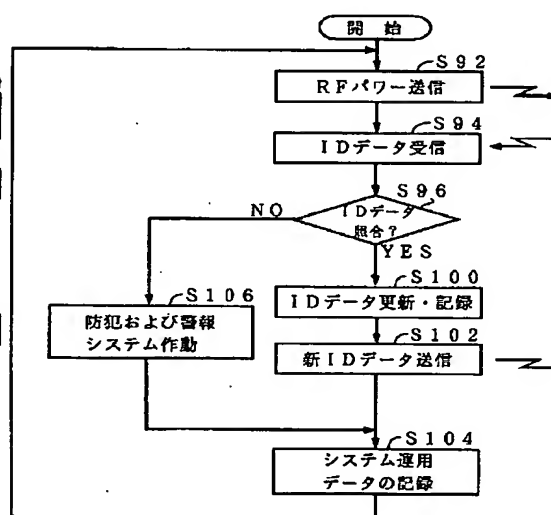 開 始
S92
RFパワー送信
S94
IDデータ受信
S96
IDデータ
照合?
NO
YES
S100
IDデータ更新・記録
S106
防犯および警報
システム作動
S102
新IDデータ送信
S104
システム運用
データの記録